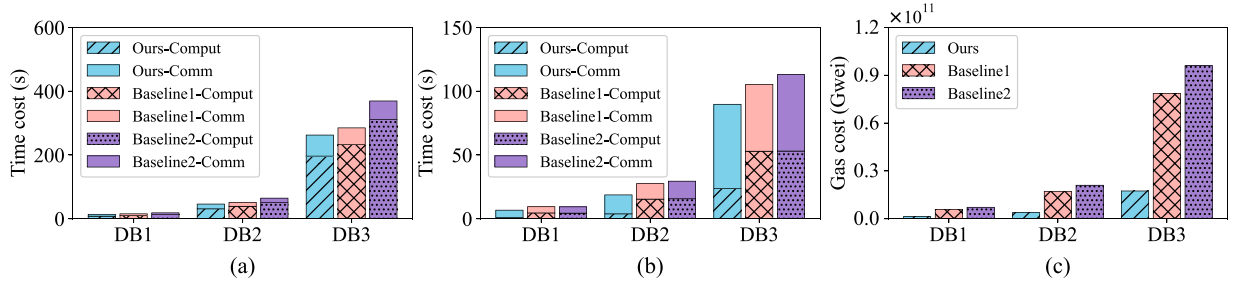 Time cost (s)
600
400
200
0
Ours-Comput
Ours-Comm
Baseline1-Comput
Baseline1-Comm
Baseline2-Comput
Baseline2-Comm
DB1 DB2 DB3
(a)
Time cost (s)
150
100
50
0
Ours-Comput
Ours-Comm
Baseline1-Comput
Baseline1-Comm
Baseline2-Comput
Baseline2-Comm
DB1 DB2 DB3
(b)
×10¹¹
Gas cost (Gwei)
1.2
0.9
0.6
0.3
0.0
Ours
Baseline1
Baseline2
DB1 DB2 DB3
(c)